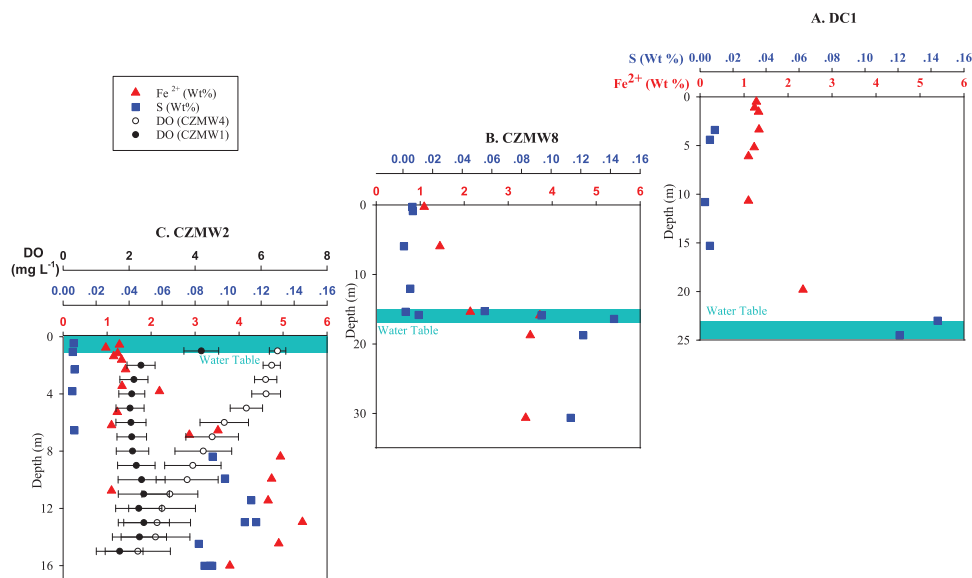 A. DC1
S (Wt %) .02 .04 .06 .08 .10 .12 .14 .16
Fe2+ (Wt %) 0 1 2 3 4 5 6
0
5
10
15
20
25
Depth (m)
Water Table
Fe 2+ (Wt%)
S (Wt%)
DO (CZMW4)
DO (CZMW1)
B. CZMW8
0.00 0.02 .04 .06 .08 .10 .12 .14 .16
0 1 2 3 4 5 6
0
10
20
30
Depth (m)
Water Table
C. CZMW2
DO
(mg L-1)
0 2 4 6 8
0.00 .02 .04 .06 .08 .10 .12 .14 .16
0 1 2 3 4 5 6
0
4
8
12
16
Depth (m)
Water Table